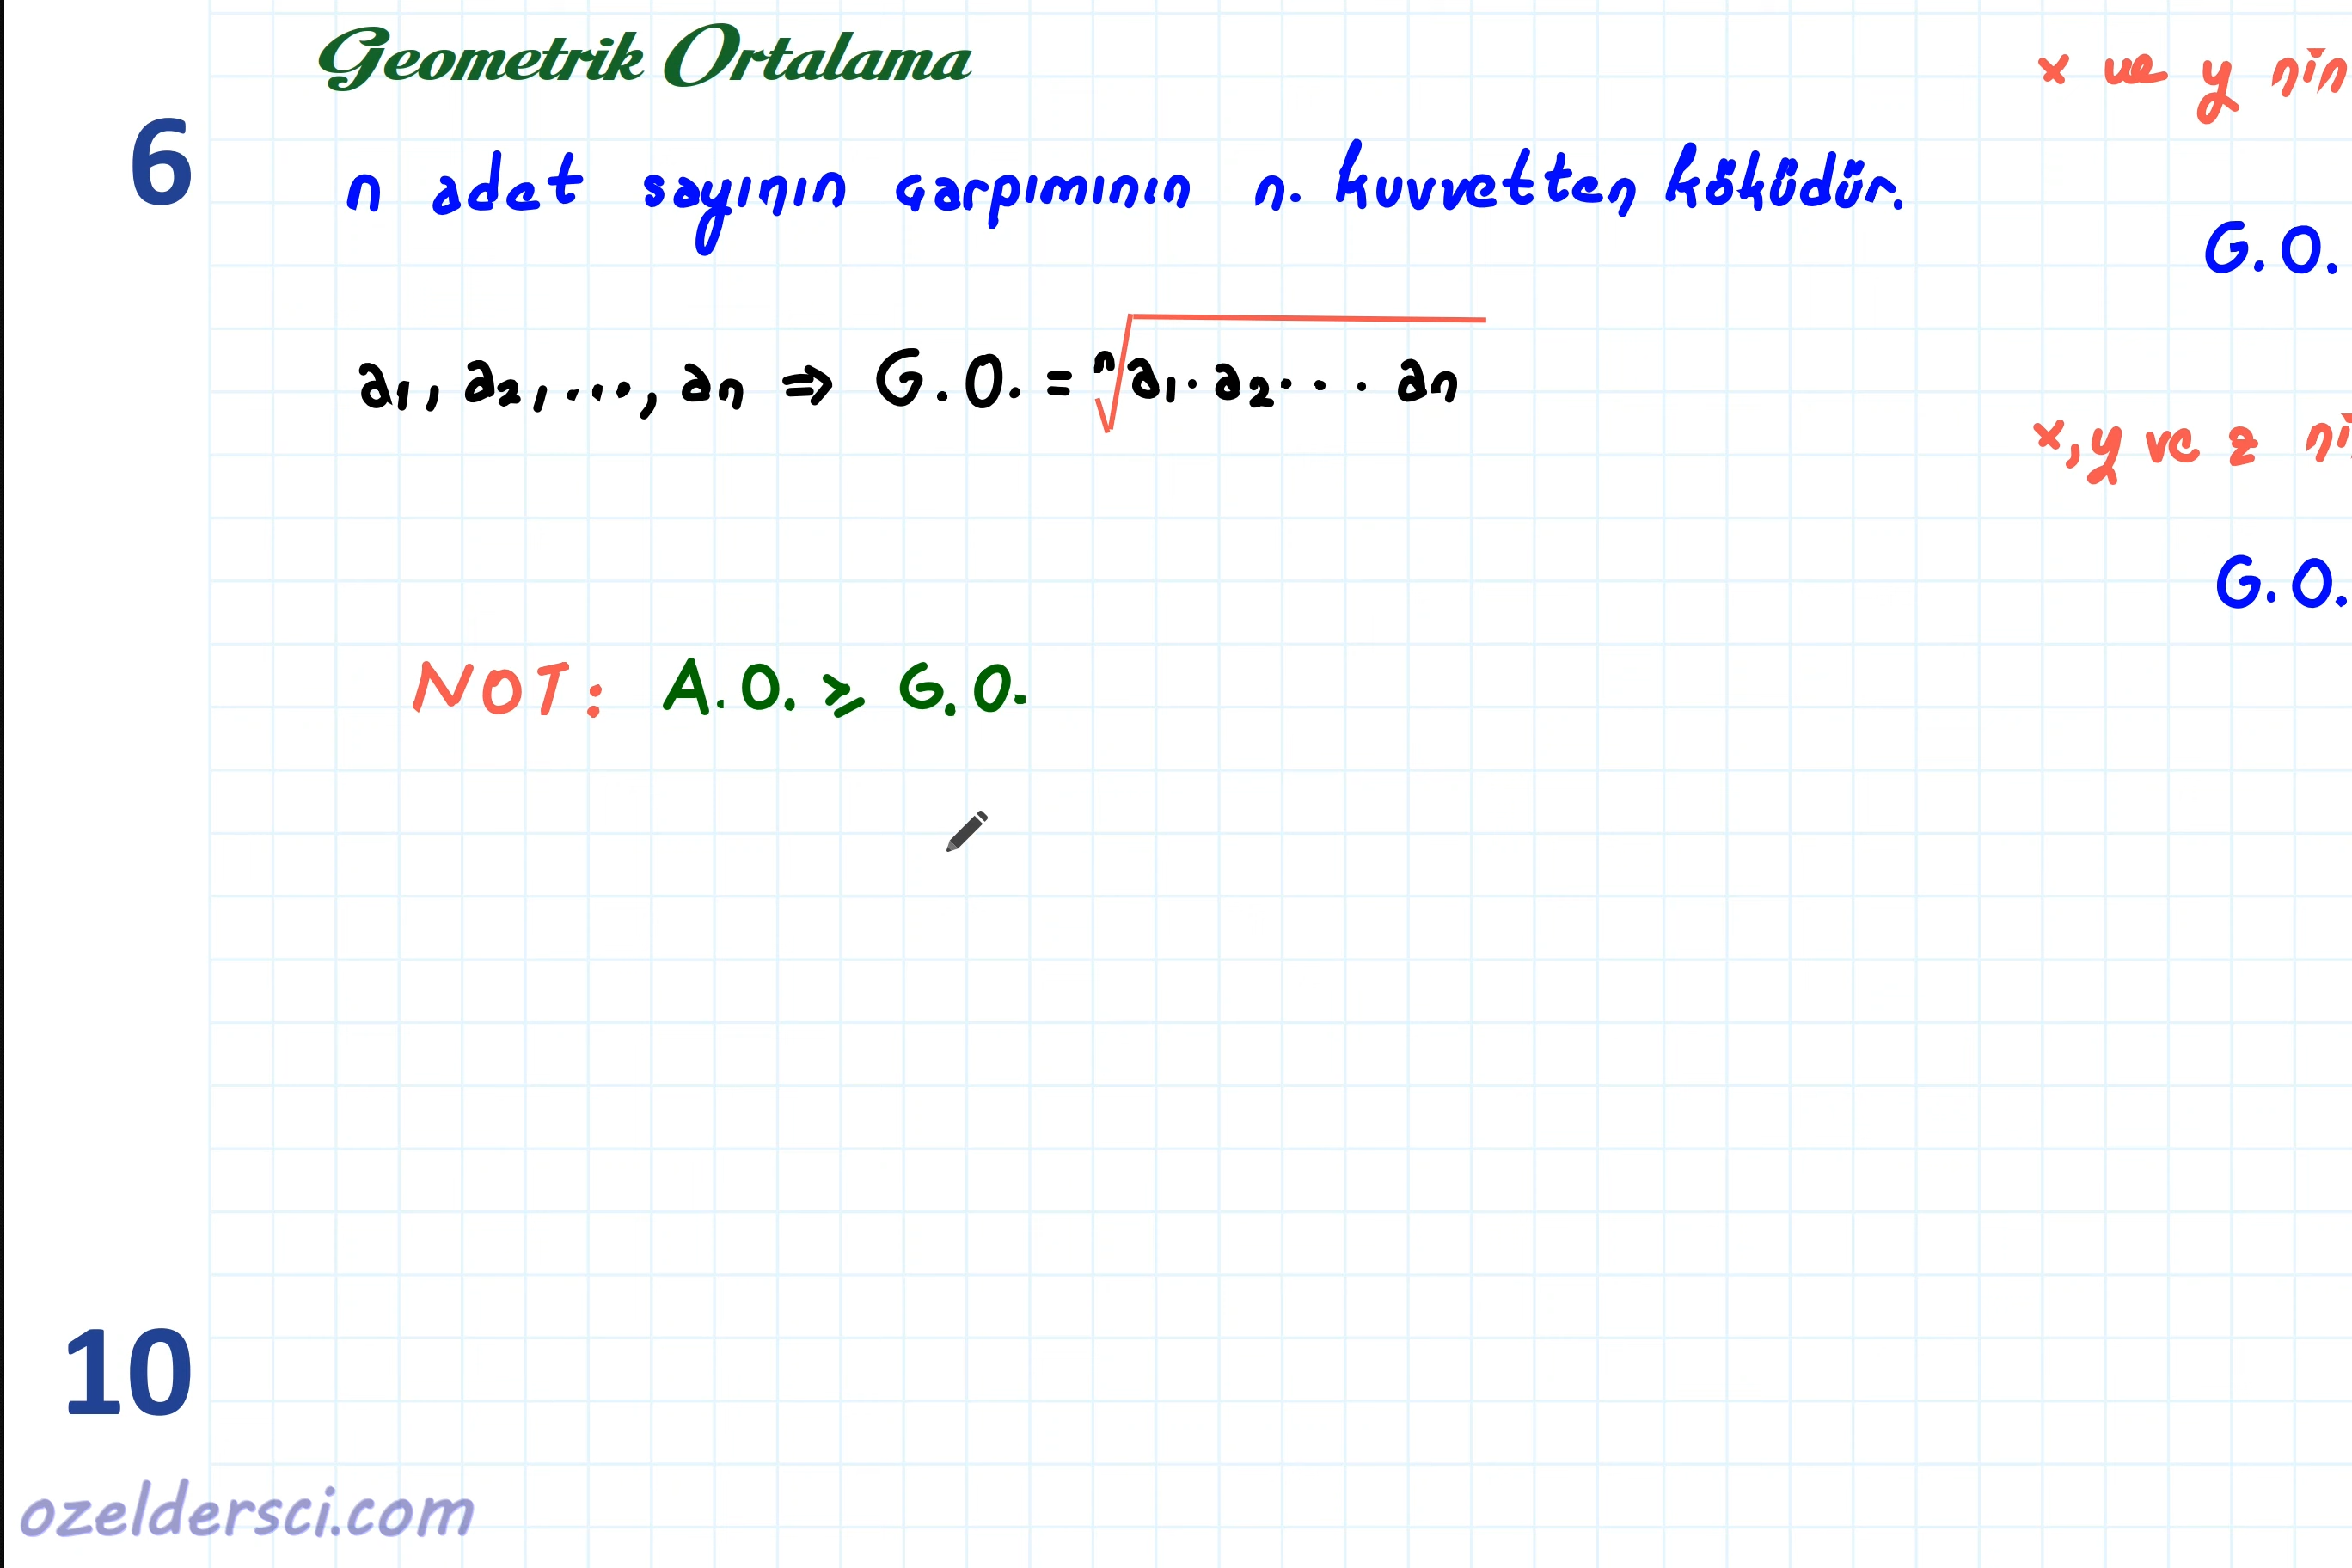 Geometrik Ortalama
6
n adet sayının çarpımının n. kuvvetten köküdür.
a1, a2, ..., an ⇒ G.O. = ⁿ√a1 . a2 . . . an
NOT: A.O. ≥ G.O.
x ve y nin
G.O.
x, y ve z
G.O.
10
ozeldersci.com